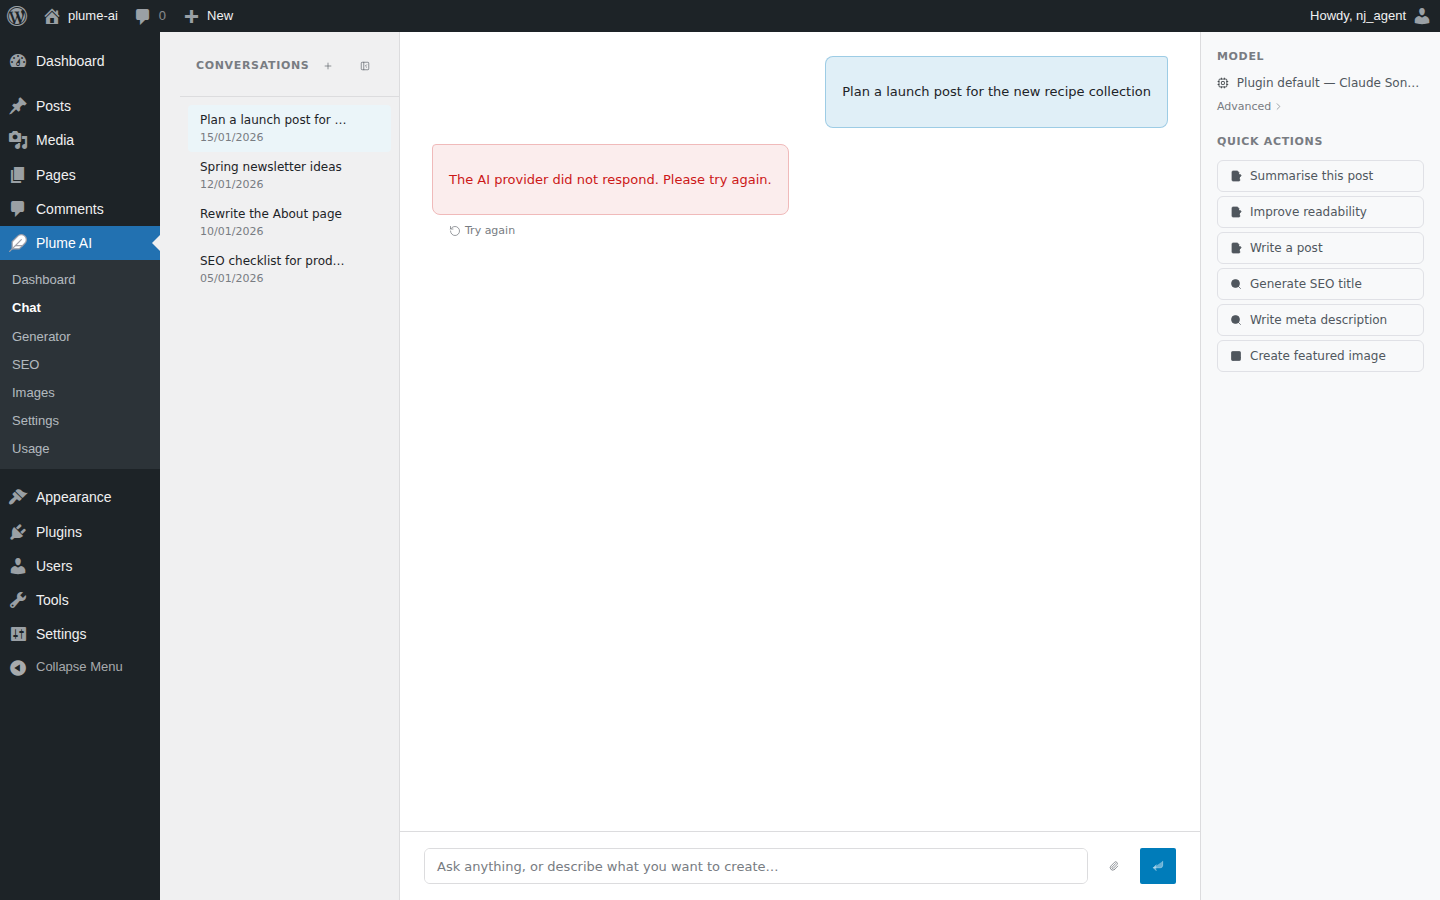 plume-ai
0
New
Howdy, nj_agent
Dashboard
Posts
Media
Pages
Comments
Plume AI
Dashboard
Chat
Generator
SEO
Images
Settings
Usage
Appearance
Plugins
Users
Tools
Settings
Collapse Menu
CONVERSATIONS
Plan a launch post for ...
15/01/2026
Spring newsletter ideas
12/01/2026
Rewrite the About page
10/01/2026
SEO checklist for prod...
05/01/2026
Plan a launch post for the new recipe collection
The AI provider did not respond. Please try again.
Try again
Ask anything, or describe what you want to create...
MODEL
Plugin default — Claude Son...
Advanced
QUICK ACTIONS
Summarise this post
Improve readability
Write a post
Generate SEO title
Write meta description
Create featured image